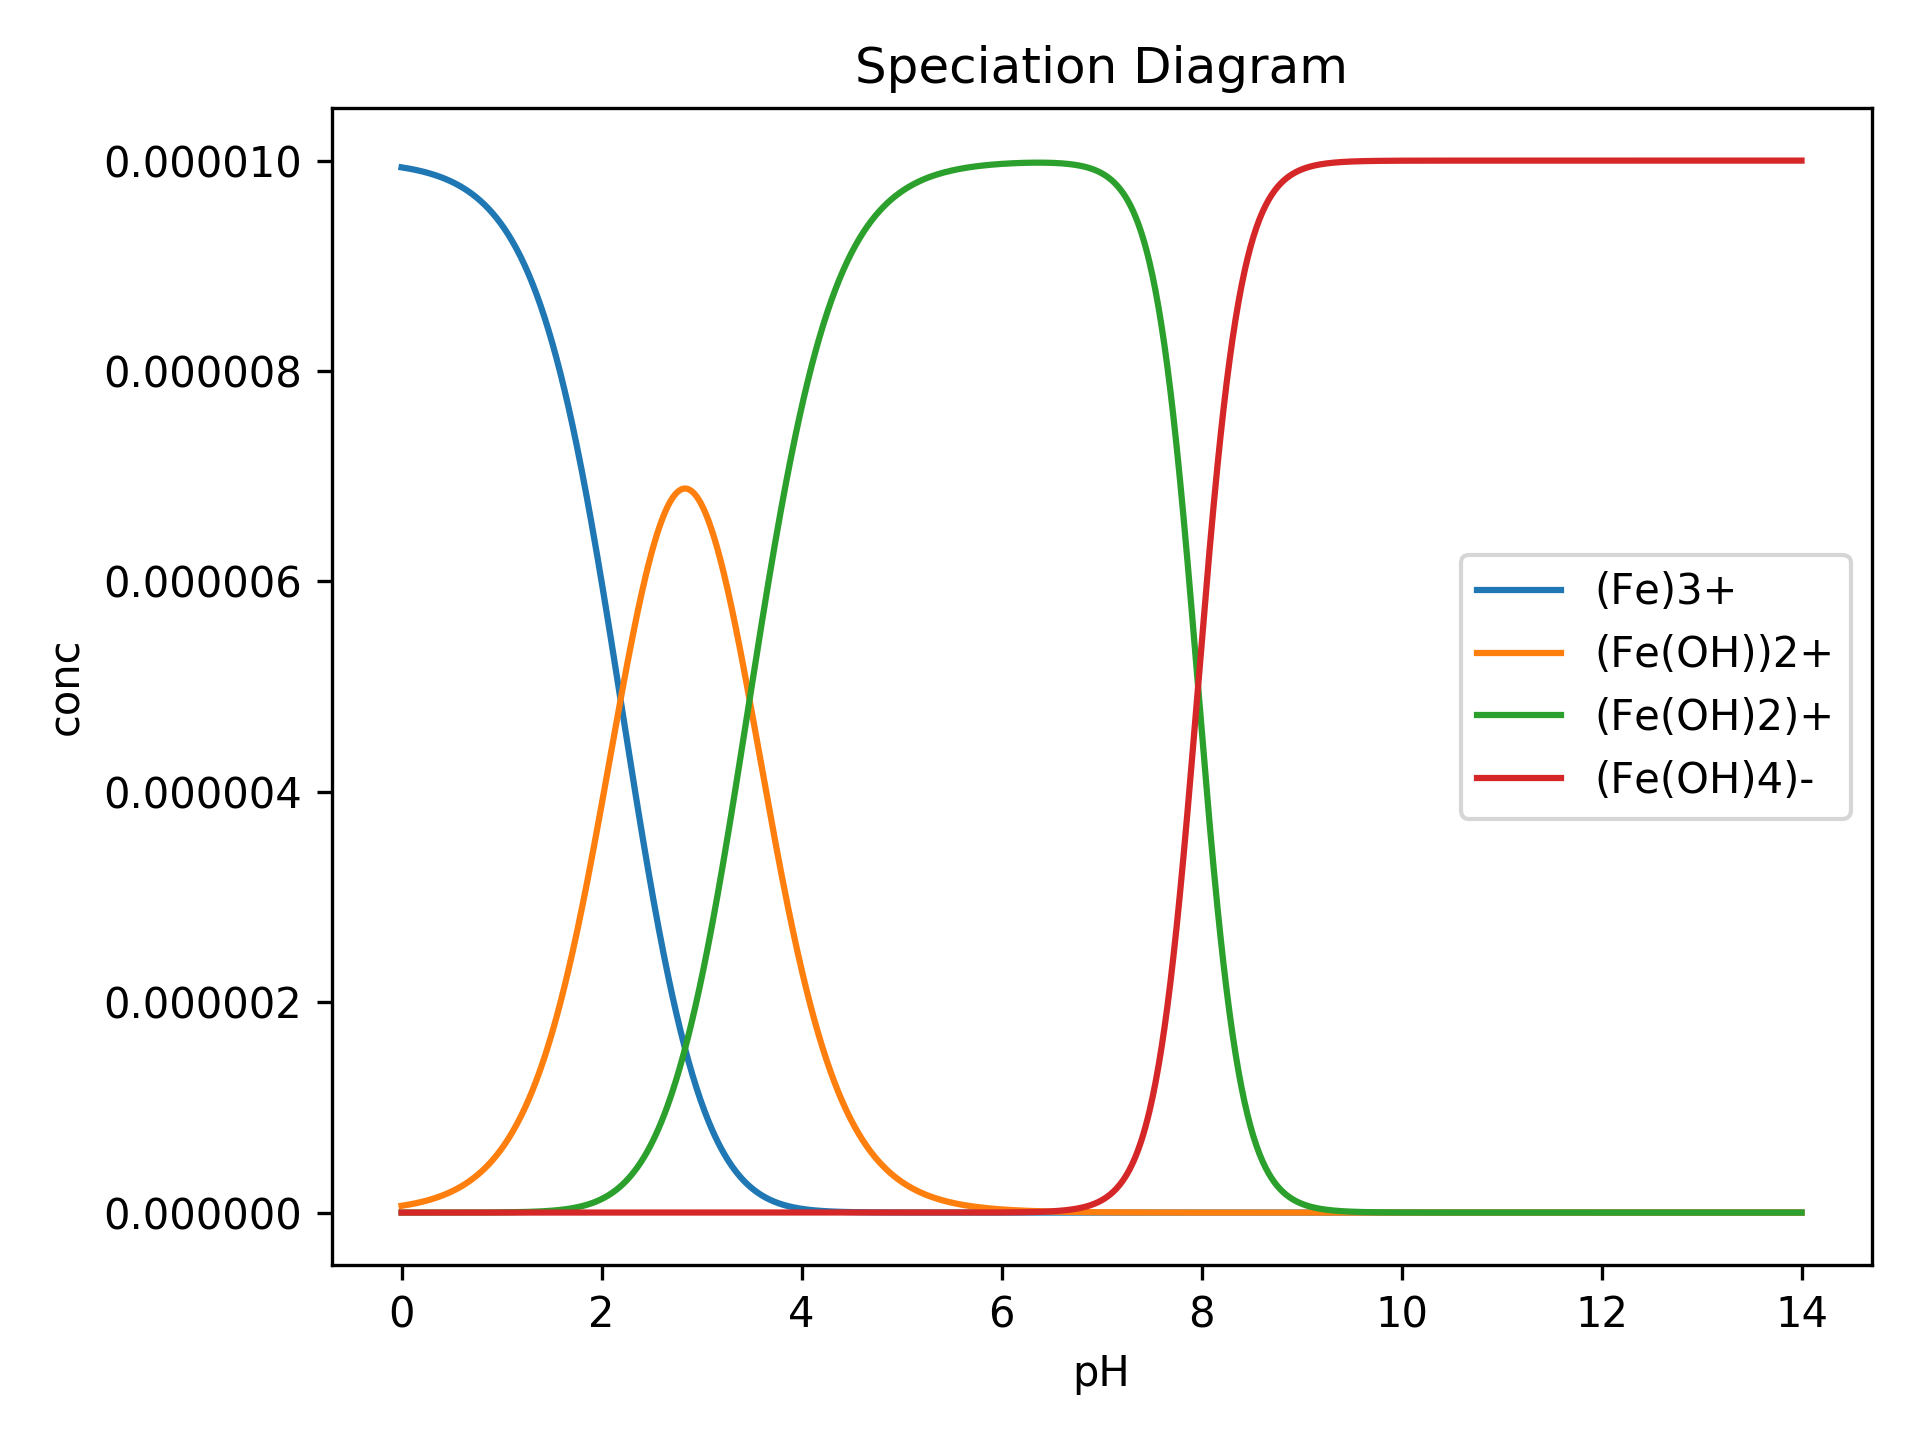 Speciation Diagram
0.000010
0.000008
0.000006
0.000004
0.000002
0.000000
conc
(Fe)3+
(Fe(OH))2+
(Fe(OH)2)+
(Fe(OH)4)-
0 2 4 6 8 10 12 14
pH